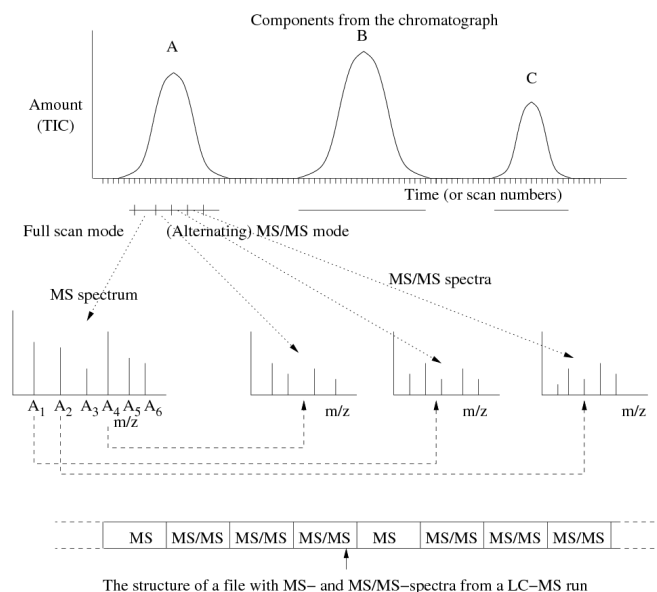 Components from the chromatograph
A
B
C
Amount
(TIC)
Time (or scan numbers)
Full scan mode
(Alternating) MS/MS mode
MS spectrum
MS/MS spectra
A1 A2 A3 A4 A5 A6
m/z
m/z
m/z
m/z
MS MS/MS MS/MS MS/MS MS MS/MS MS/MS MS/MS
The structure of a file with MS− and MS/MS−spectra from a LC−MS run